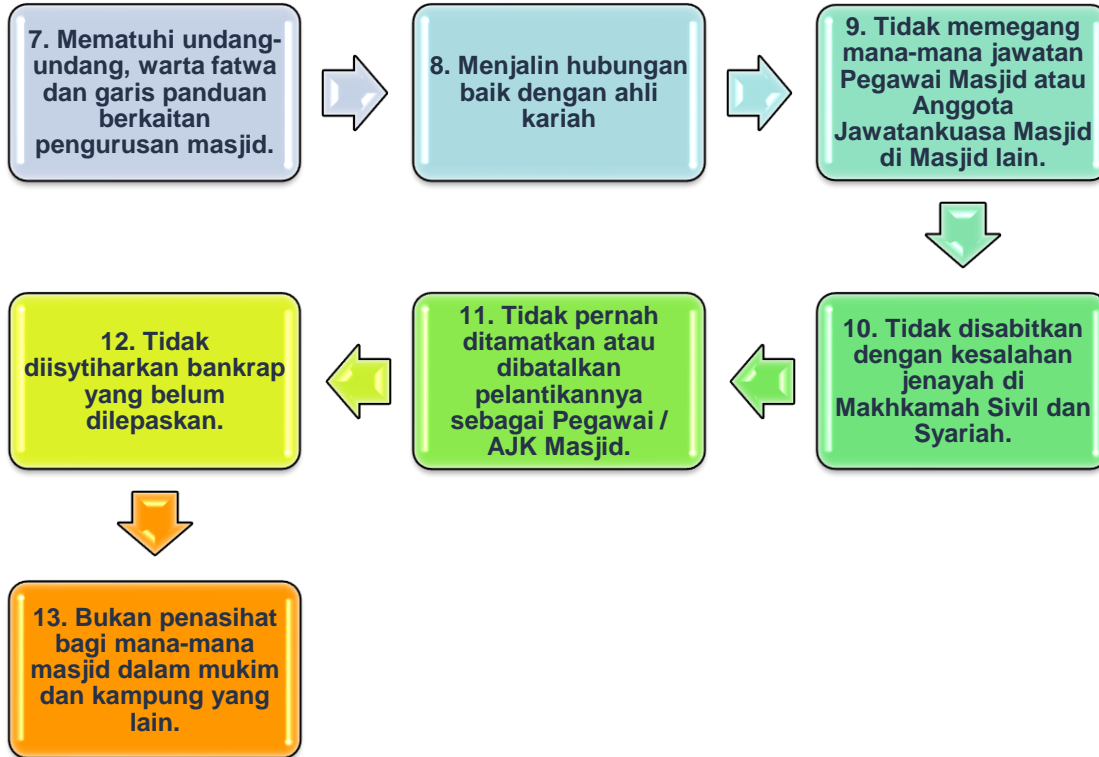 7. Mematuhi undang-
undang, warta fatwa
dan garis panduan
berkaitan
pengurusan masjid.
8. Menjalin hubungan
baik dengan ahli
kariah
9. Tidak memegang
mana-mana jawatan
Pegawai Masjid atau
Anggota
Jawatankuasa Masjid
di Masjid lain.
10. Tidak disabitkan
dengan kesalahan
jenayah di
Makhkamah Sivil dan
Syariah.
11. Tidak pernah
ditamatkan atau
dibatalkan
pelantikannya
sebagai Pegawai /
AJK Masjid.
12. Tidak
diisytiharkan bankrap
yang belum
dilepaskan.
13. Bukan penasihat
bagi mana-mana
masjid dalam mukim
dan kampung yang
lain.